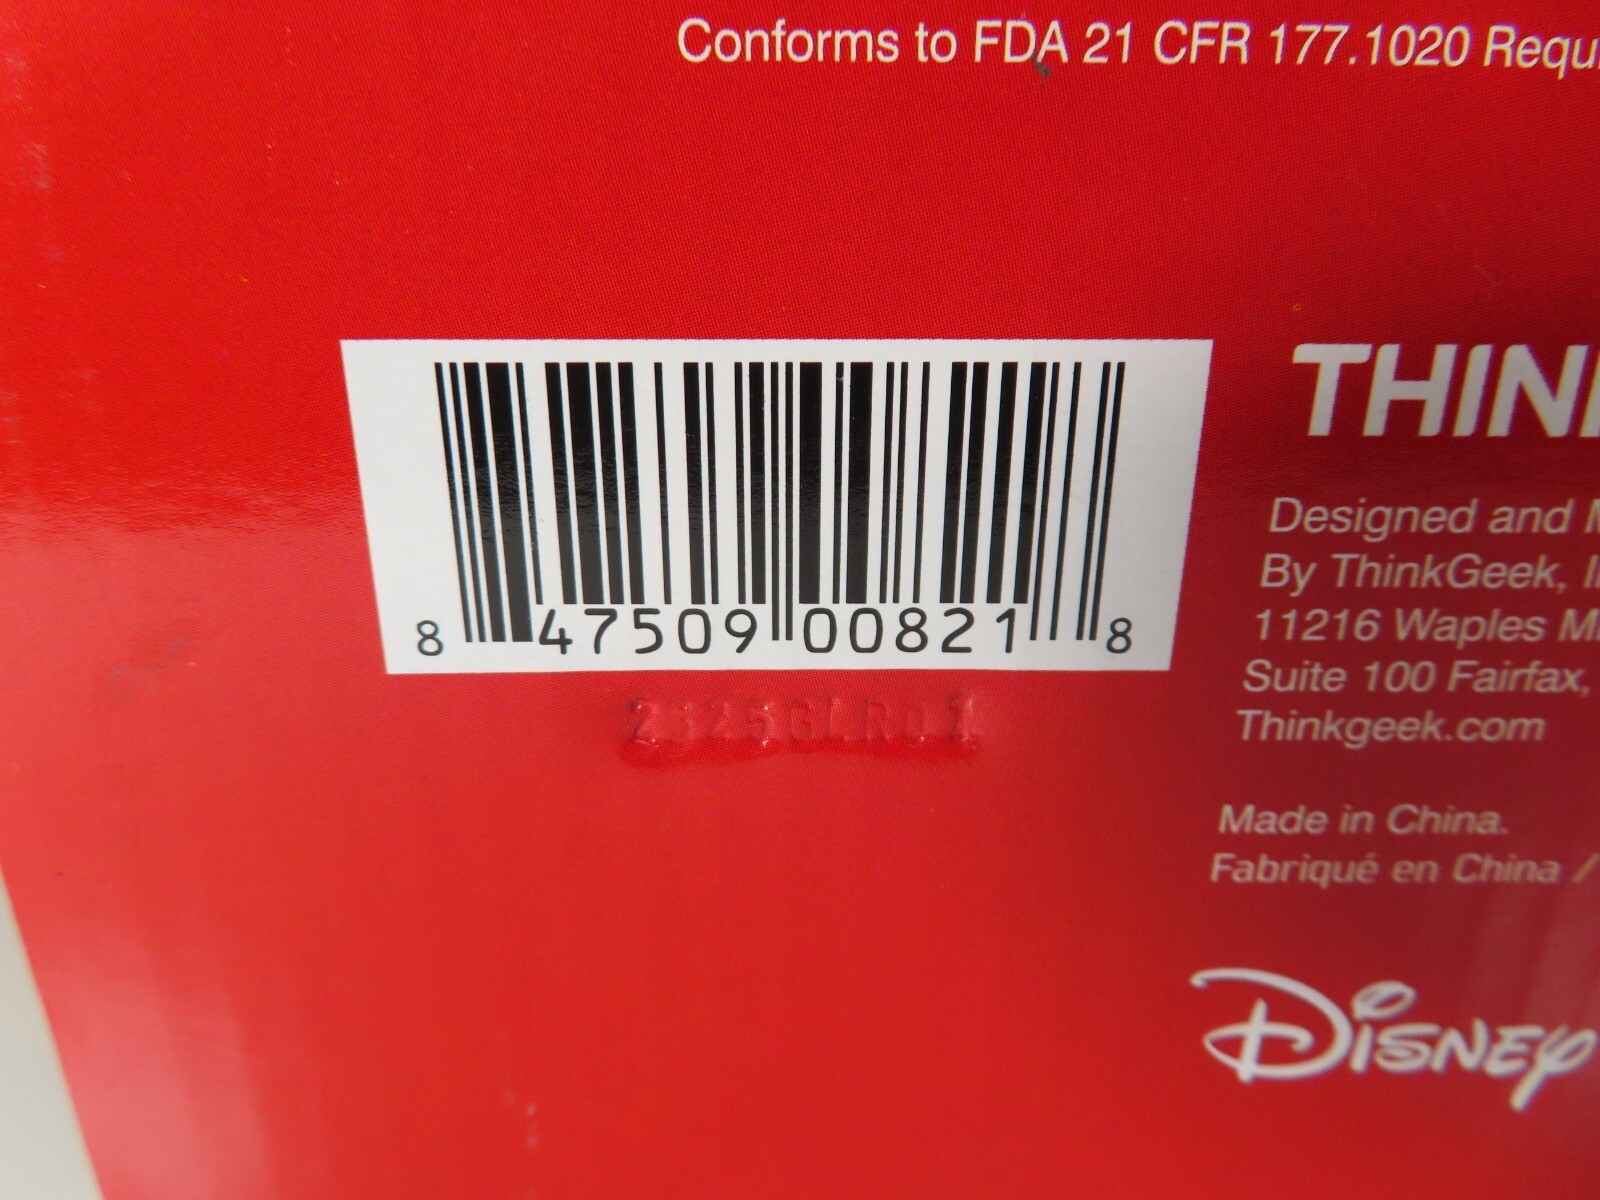 Conforms to FDA 21 CFR 177.1020
THIN
Designed and
By ThinkGeek,
11216 Waples
Suite 100 Fairfax,
Thinkgeek.com
8 47509 00821 8
Made in China.
Fabriqué en China /
Disney